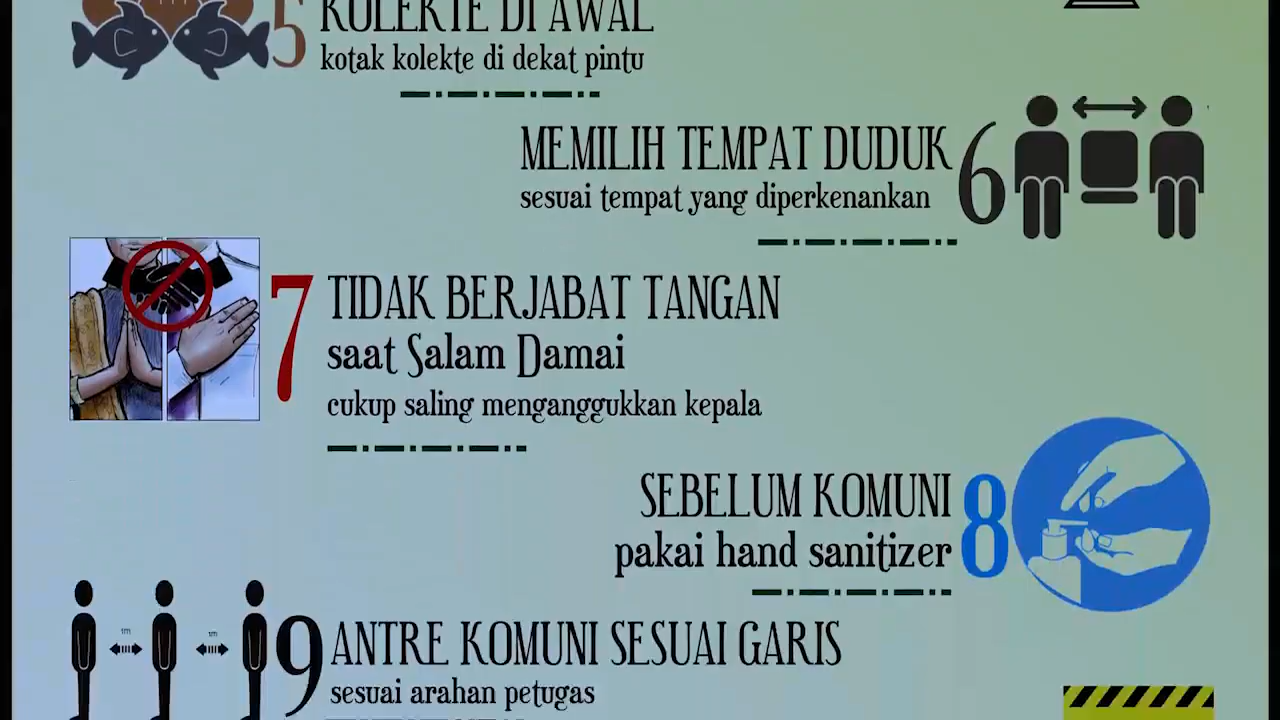 5 KOLEKTE DI AWAL
kotak kolekte di dekat pintu
MEMILIH TEMPAT DUDUK 6
sesuai tempat yang diperkenankan
7 TIDAK BERJABAT TANGAN
saat Salam Damai
cukup saling menganggukkan kepala
SEBELUM KOMUNI 8
pakai hand sanitizer
1m 1m
9 ANTRE KOMUNI SESUAI GARIS
sesuai arahan petugas